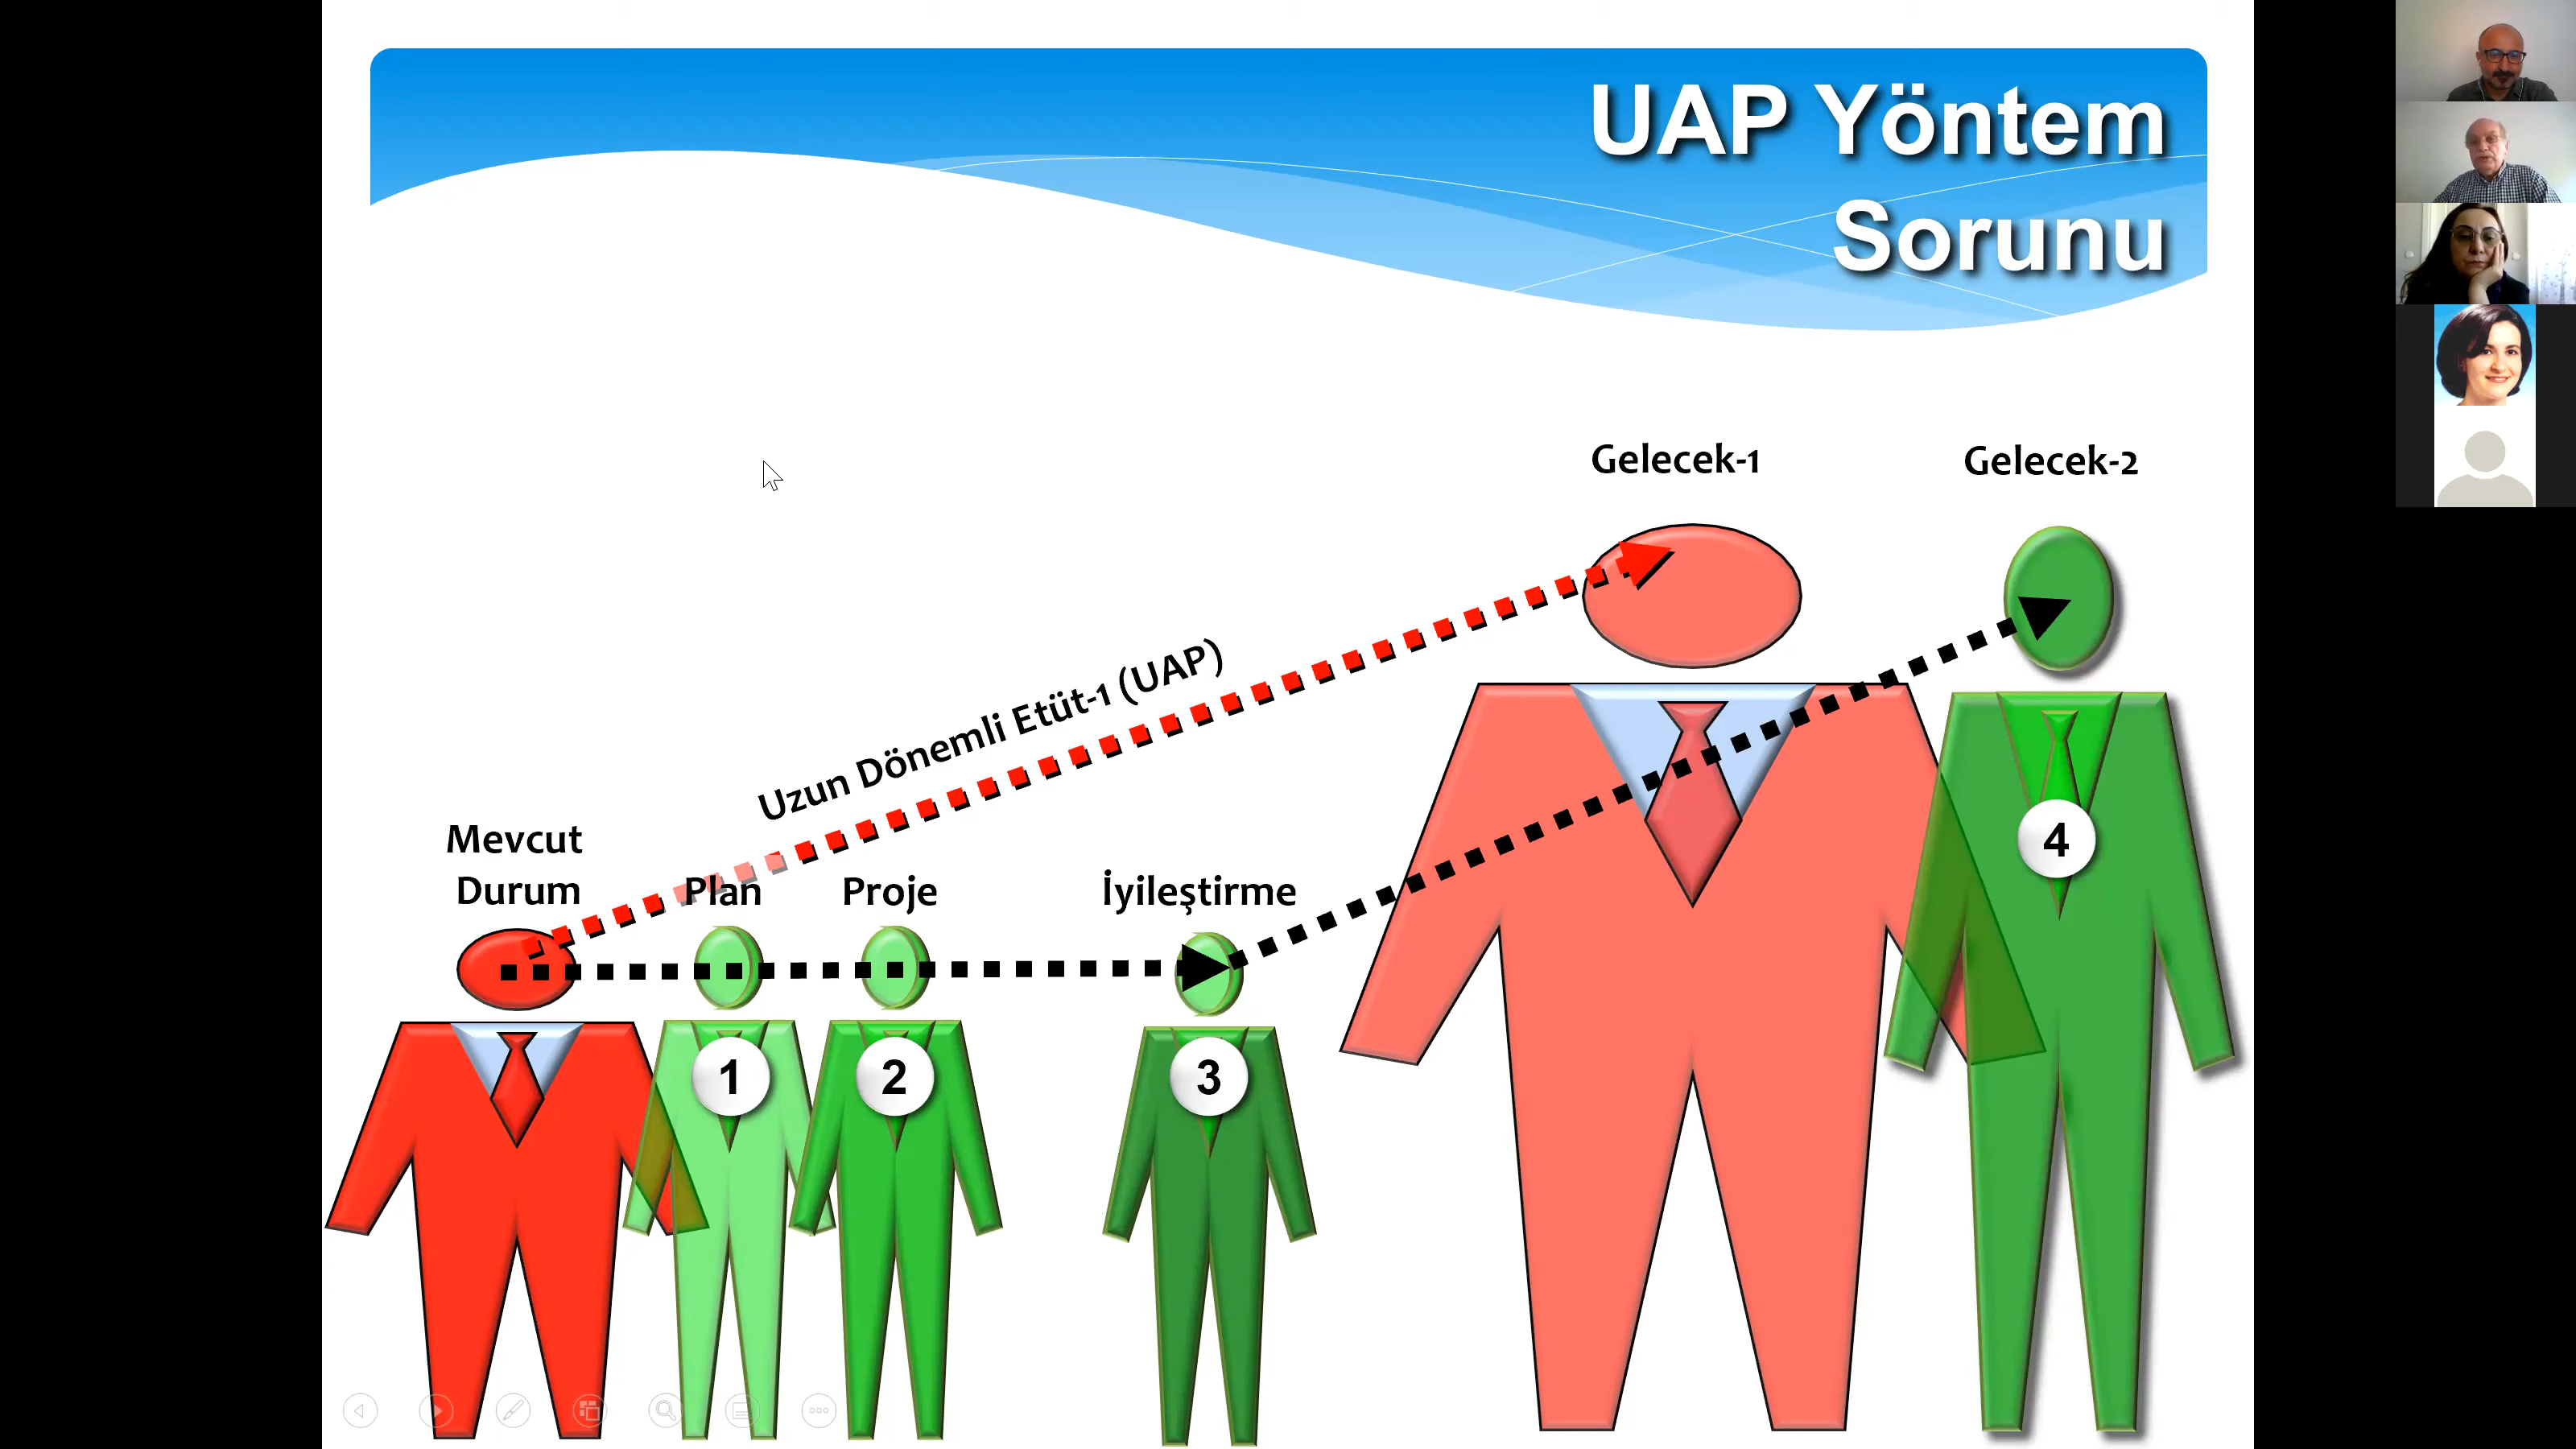 UAP Yöntem
Sorunu
Gelecek-1
Gelecek-2
Uzun Dönemli Etüt-1 (UAP)
Mevcut
Durum
Plan
Proje
İyileştirme
1
2
3
4